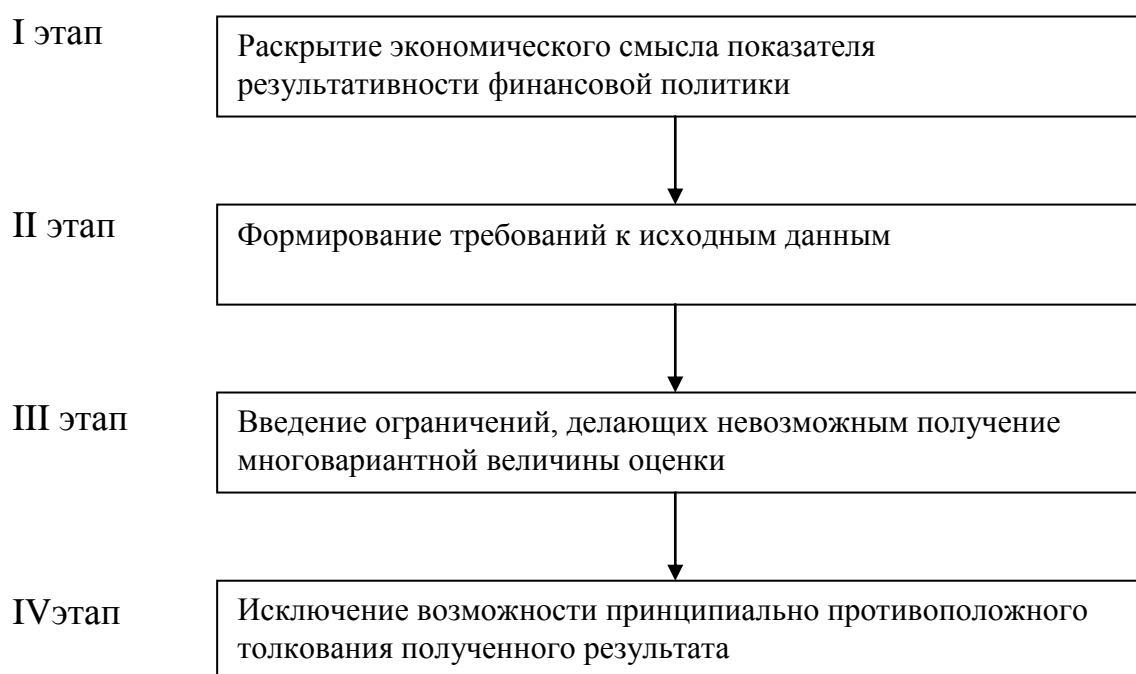 I этап
Раскрытие экономического смысла показателя
результативности финансовой политики
II этап
Формирование требований к исходным данным
III этап
Введение ограничений, делающих невозможным получение
многовариантной величины оценки
IVэтап
Исключение возможности принципиально противоположного
толкования полученного результата